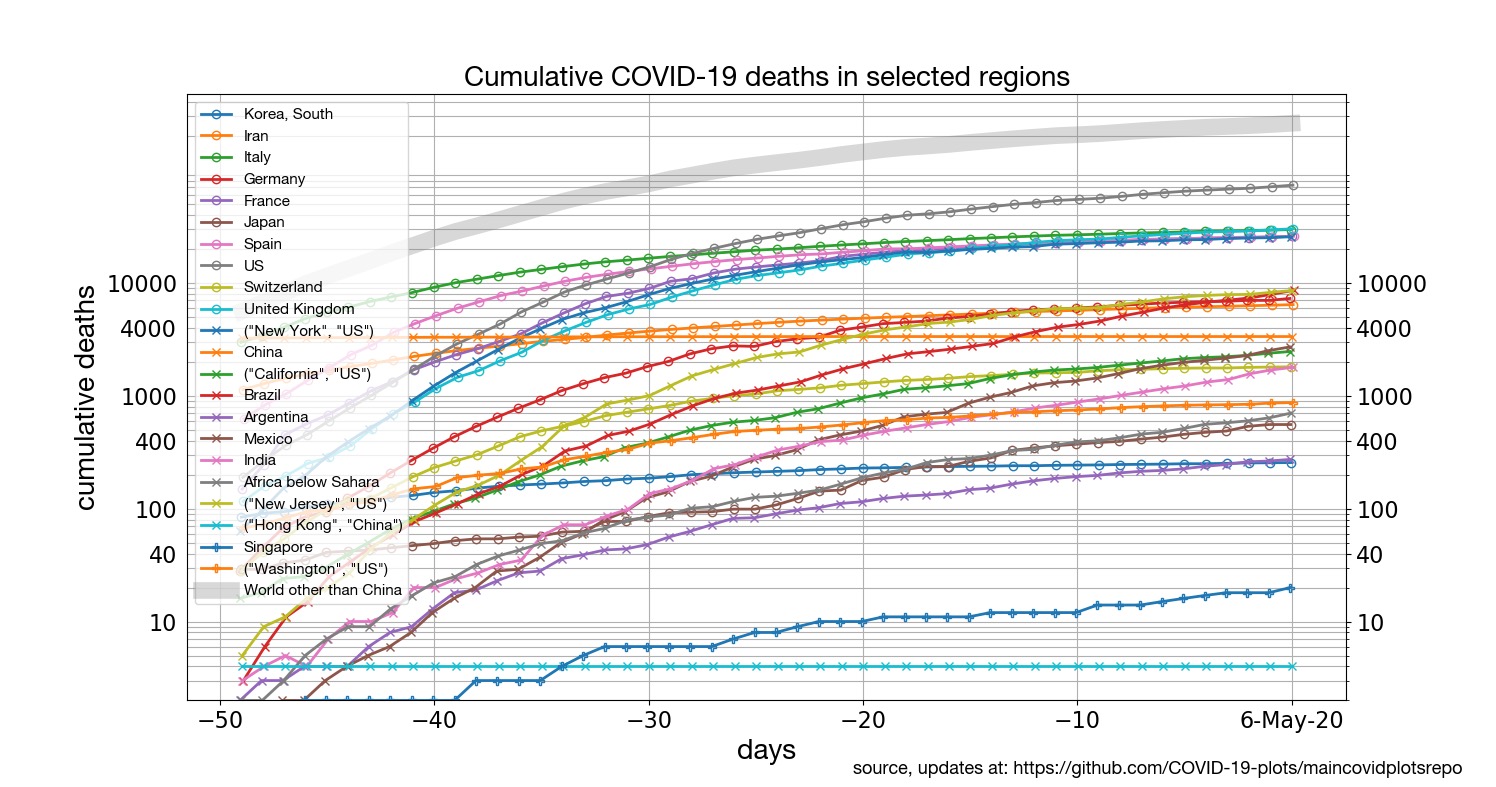 Cumulative COVID-19 deaths in selected regions
Korea, South
Iran
Italy
Germany
France
Japan
Spain
US
Switzerland
United Kingdom
("New York", "US")
China
("California", "US")
Brazil
Argentina
Mexico
India
Africa below Sahara
("New Jersey", "US")
("Hong Kong", "China")
Singapore
("Washington", "US")
World other than China
cumulative deaths
10000
4000
1000
400
100
40
10
10000
4000
1000
400
100
40
10
−50
−40
−30
−20
−10
6-May-20
days
source, updates at: https://github.com/COVID-19-plots/maincovidplotsrepo